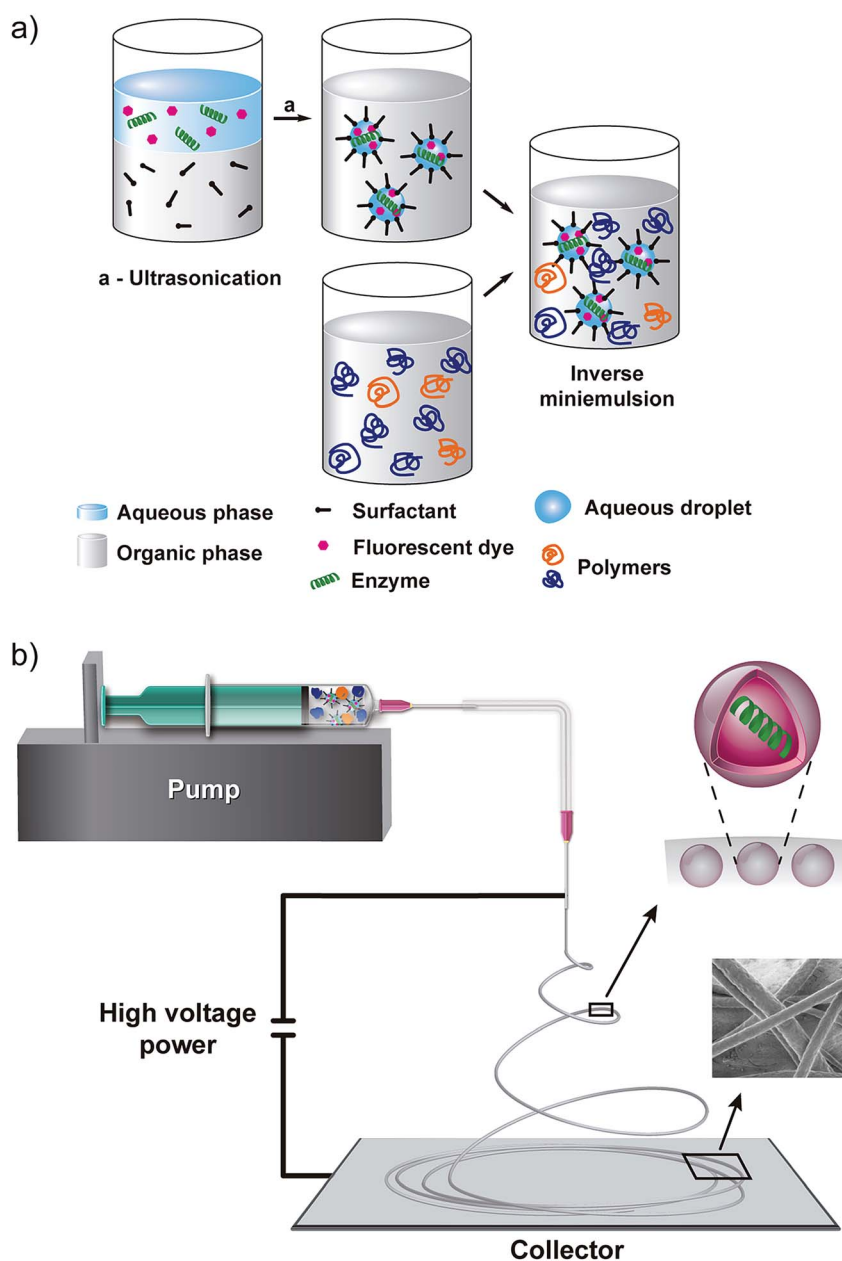 a)
a
a - Ultrasonication
Inverse
miniemulsion
Aqueous phase
Surfactant
Aqueous droplet
Organic phase
Fluorescent dye
Polymers
Enzyme
b)
Pump
High voltage
power
Collector